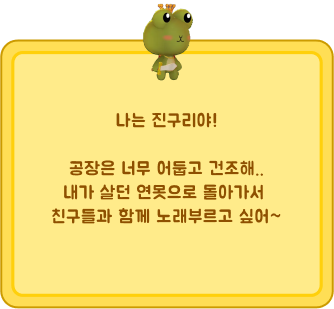 나는 진구리야!
공장은 너무 어둡고 건조해..
내가 살던 연못으로 돌아가서
친구들과 함께 노래부르고 싶어~